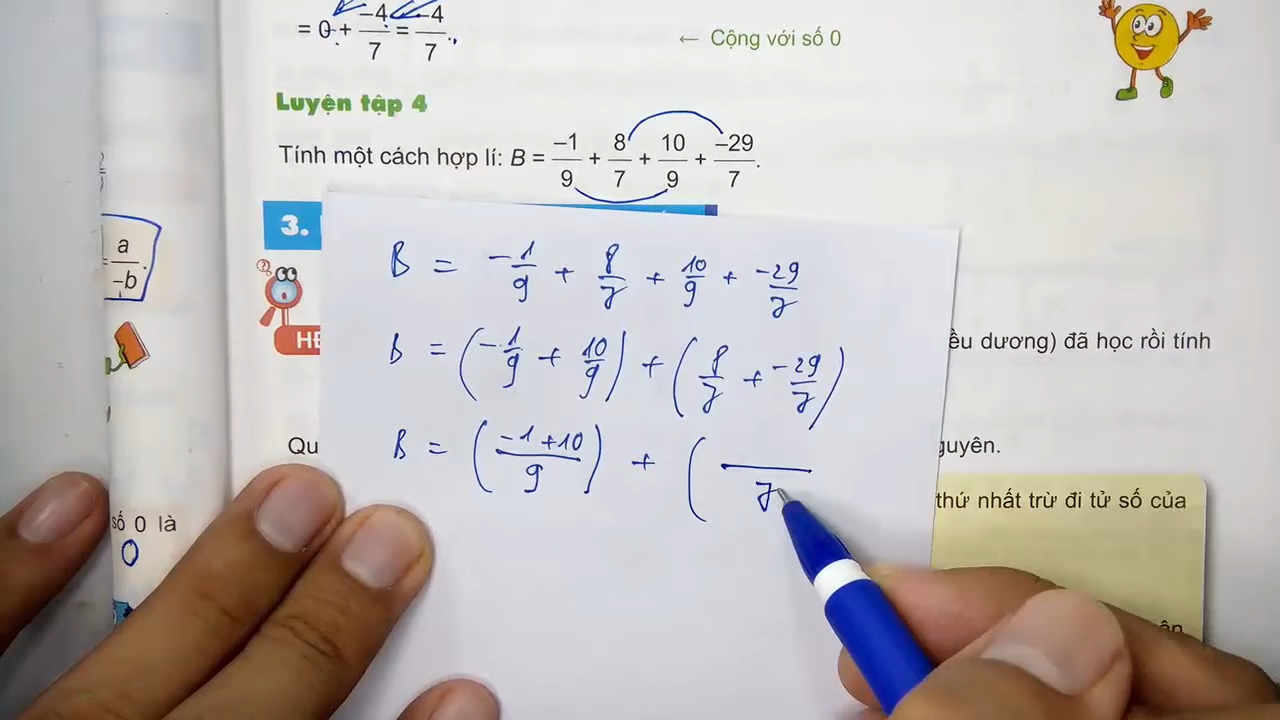 = 0 + -4/7 = -4/7.
← Cộng với số 0
Luyện tập 4
Tính một cách hợp lí: B = -1/9 + 8/7 + 10/9 + -29/7.
3.
= a/-b.
B = -1/9 + 8/7 + 10/9 + -29/7
B = (-1/9 + 10/9) + (8/7 + -29/7)
B = (-1+10/9) + ( /7
HĐ
ều dương) đã học rồi tính
Qu
guyên.
thứ nhất trừ đi tử số của
số 0 là
0